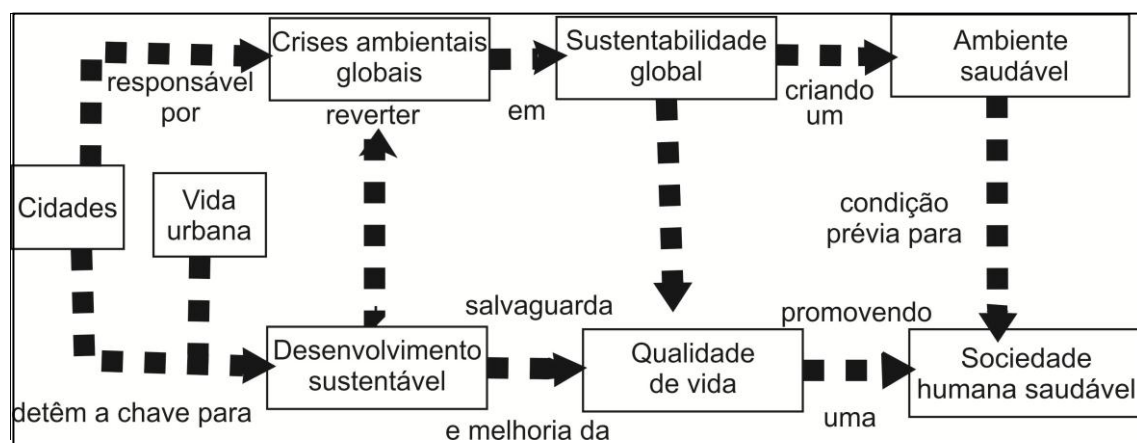 Crises ambientais
globais
Sustentabilidade
global
Ambiente
saudável
responsável
por
reverter
em
criando
um
Cidades
Vida
urbana
condição
prévia para
salvaguarda
promovendo
Desenvolvimento
sustentável
Qualidade
de vida
Sociedade
humana saudável
detêm a chave para
e melhoria da
uma